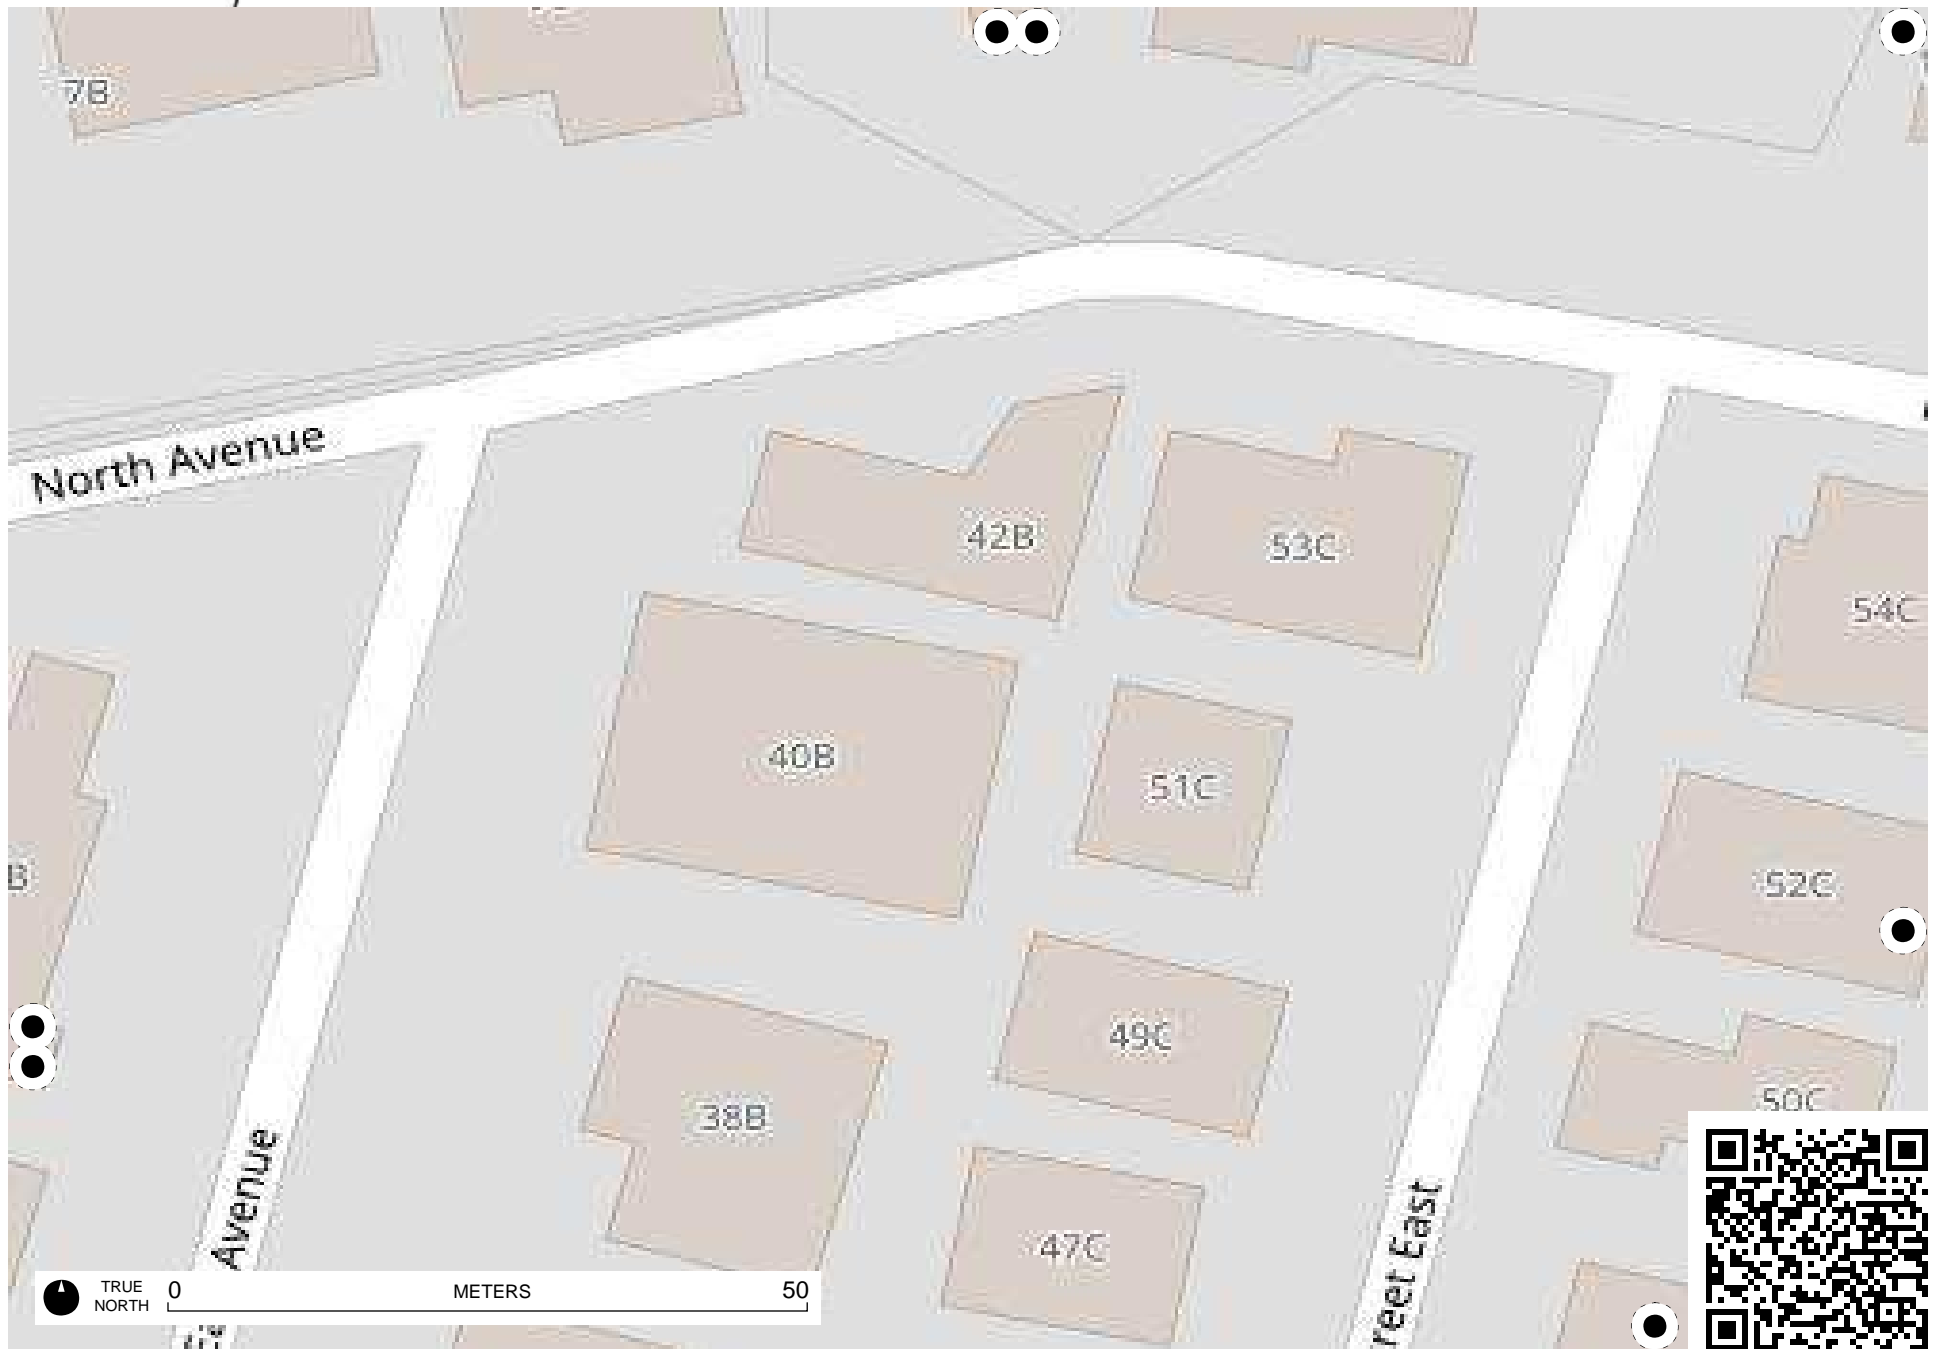 7B
North Avenue
42B
53C
54C
40B
51C
52C
B
49C
38B
50C
Avenue
47C
reet East
TRUE NORTH
0 METERS 50